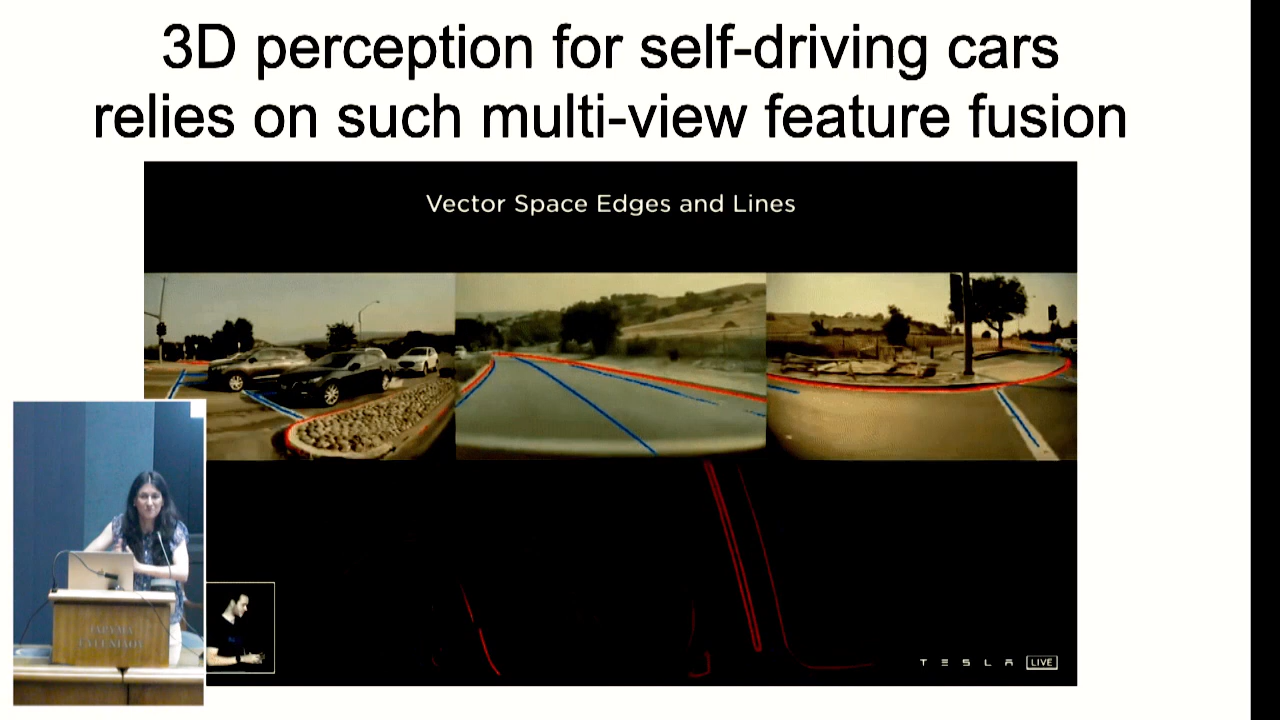 3D perception for self-driving cars
relies on such multi-view feature fusion
Vector Space Edges and Lines
TESLA LIVE